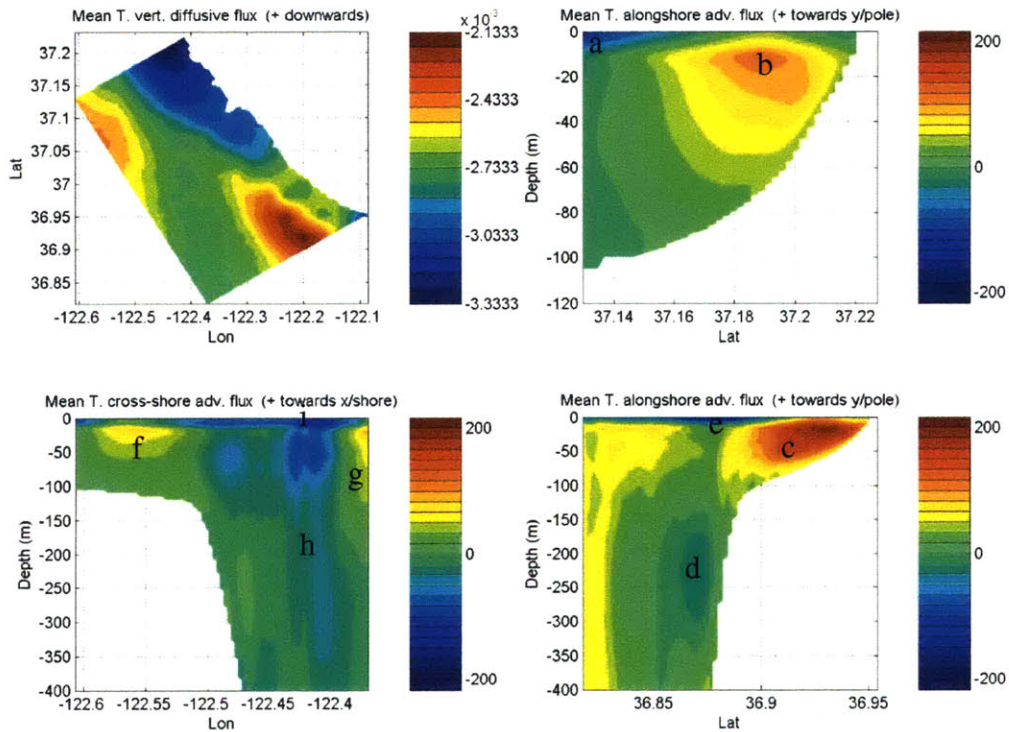 Mean T. vert. diffusive flux (+ downwards)
x 10⁻³
37.2
37.15
37.1
37.05
37
36.95
36.9
36.85
Lat
-122.6 -122.5 -122.4 -122.3 -122.2 -122.1
Lon
-2.1333
-2.4333
-2.7333
-3.0333
-3.3333
Mean T. alongshore adv. flux (+ towards y/pole)
0
-20
-40
-60
-80
-100
-120
Depth (m)
a
b
37.14 37.16 37.18 37.2 37.22
Lat
200
100
0
-100
-200
Mean T. cross-shore adv. flux (+ towards x/shore)
0
-50
-100
-150
-200
-250
-300
-350
-400
Depth (m)
i
f
g
h
-122.6 -122.55 -122.5 -122.45 -122.4
Lon
200
100
0
-100
-200
Mean T. alongshore adv. flux (+ towards y/pole)
0
-50
-100
-150
-200
-250
-300
-350
-400
Depth (m)
e
c
d
36.85 36.9 36.95
Lat
200
100
0
-100
-200